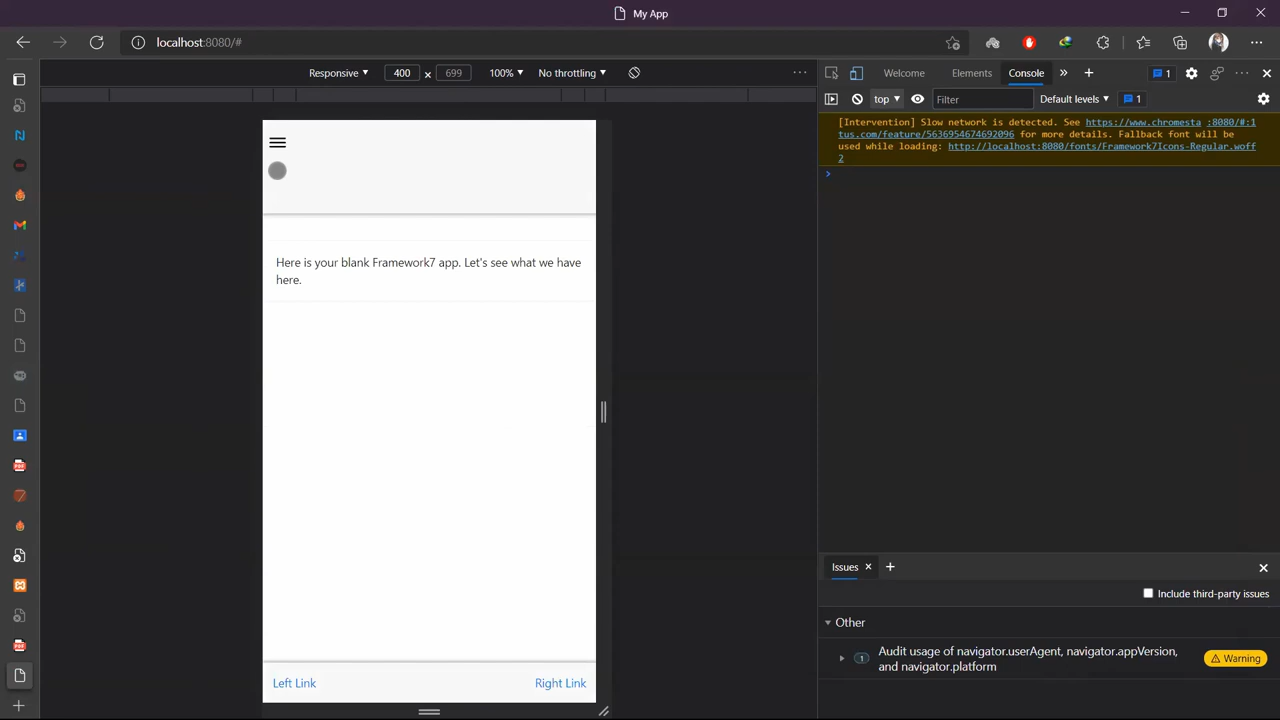 My App
localhost:8080/#
Responsive 400 × 699 100% No throttling
Welcome Elements Console
1
top Filter Default levels 1
[Intervention] Slow network is detected. See https://www.chromesta :8080/#:1
tus.com/feature/5636954674692096 for more details. Fallback font will be
used while loading: http://localhost:8080/fonts/Framework7Icons-Regular.woff
2
Here is your blank Framework7 app. Let's see what we have
here.
Left Link Right Link
Issues
Include third-party issues
Other
1 Audit usage of navigator.userAgent, navigator.appVersion,
and navigator.platform
Warning